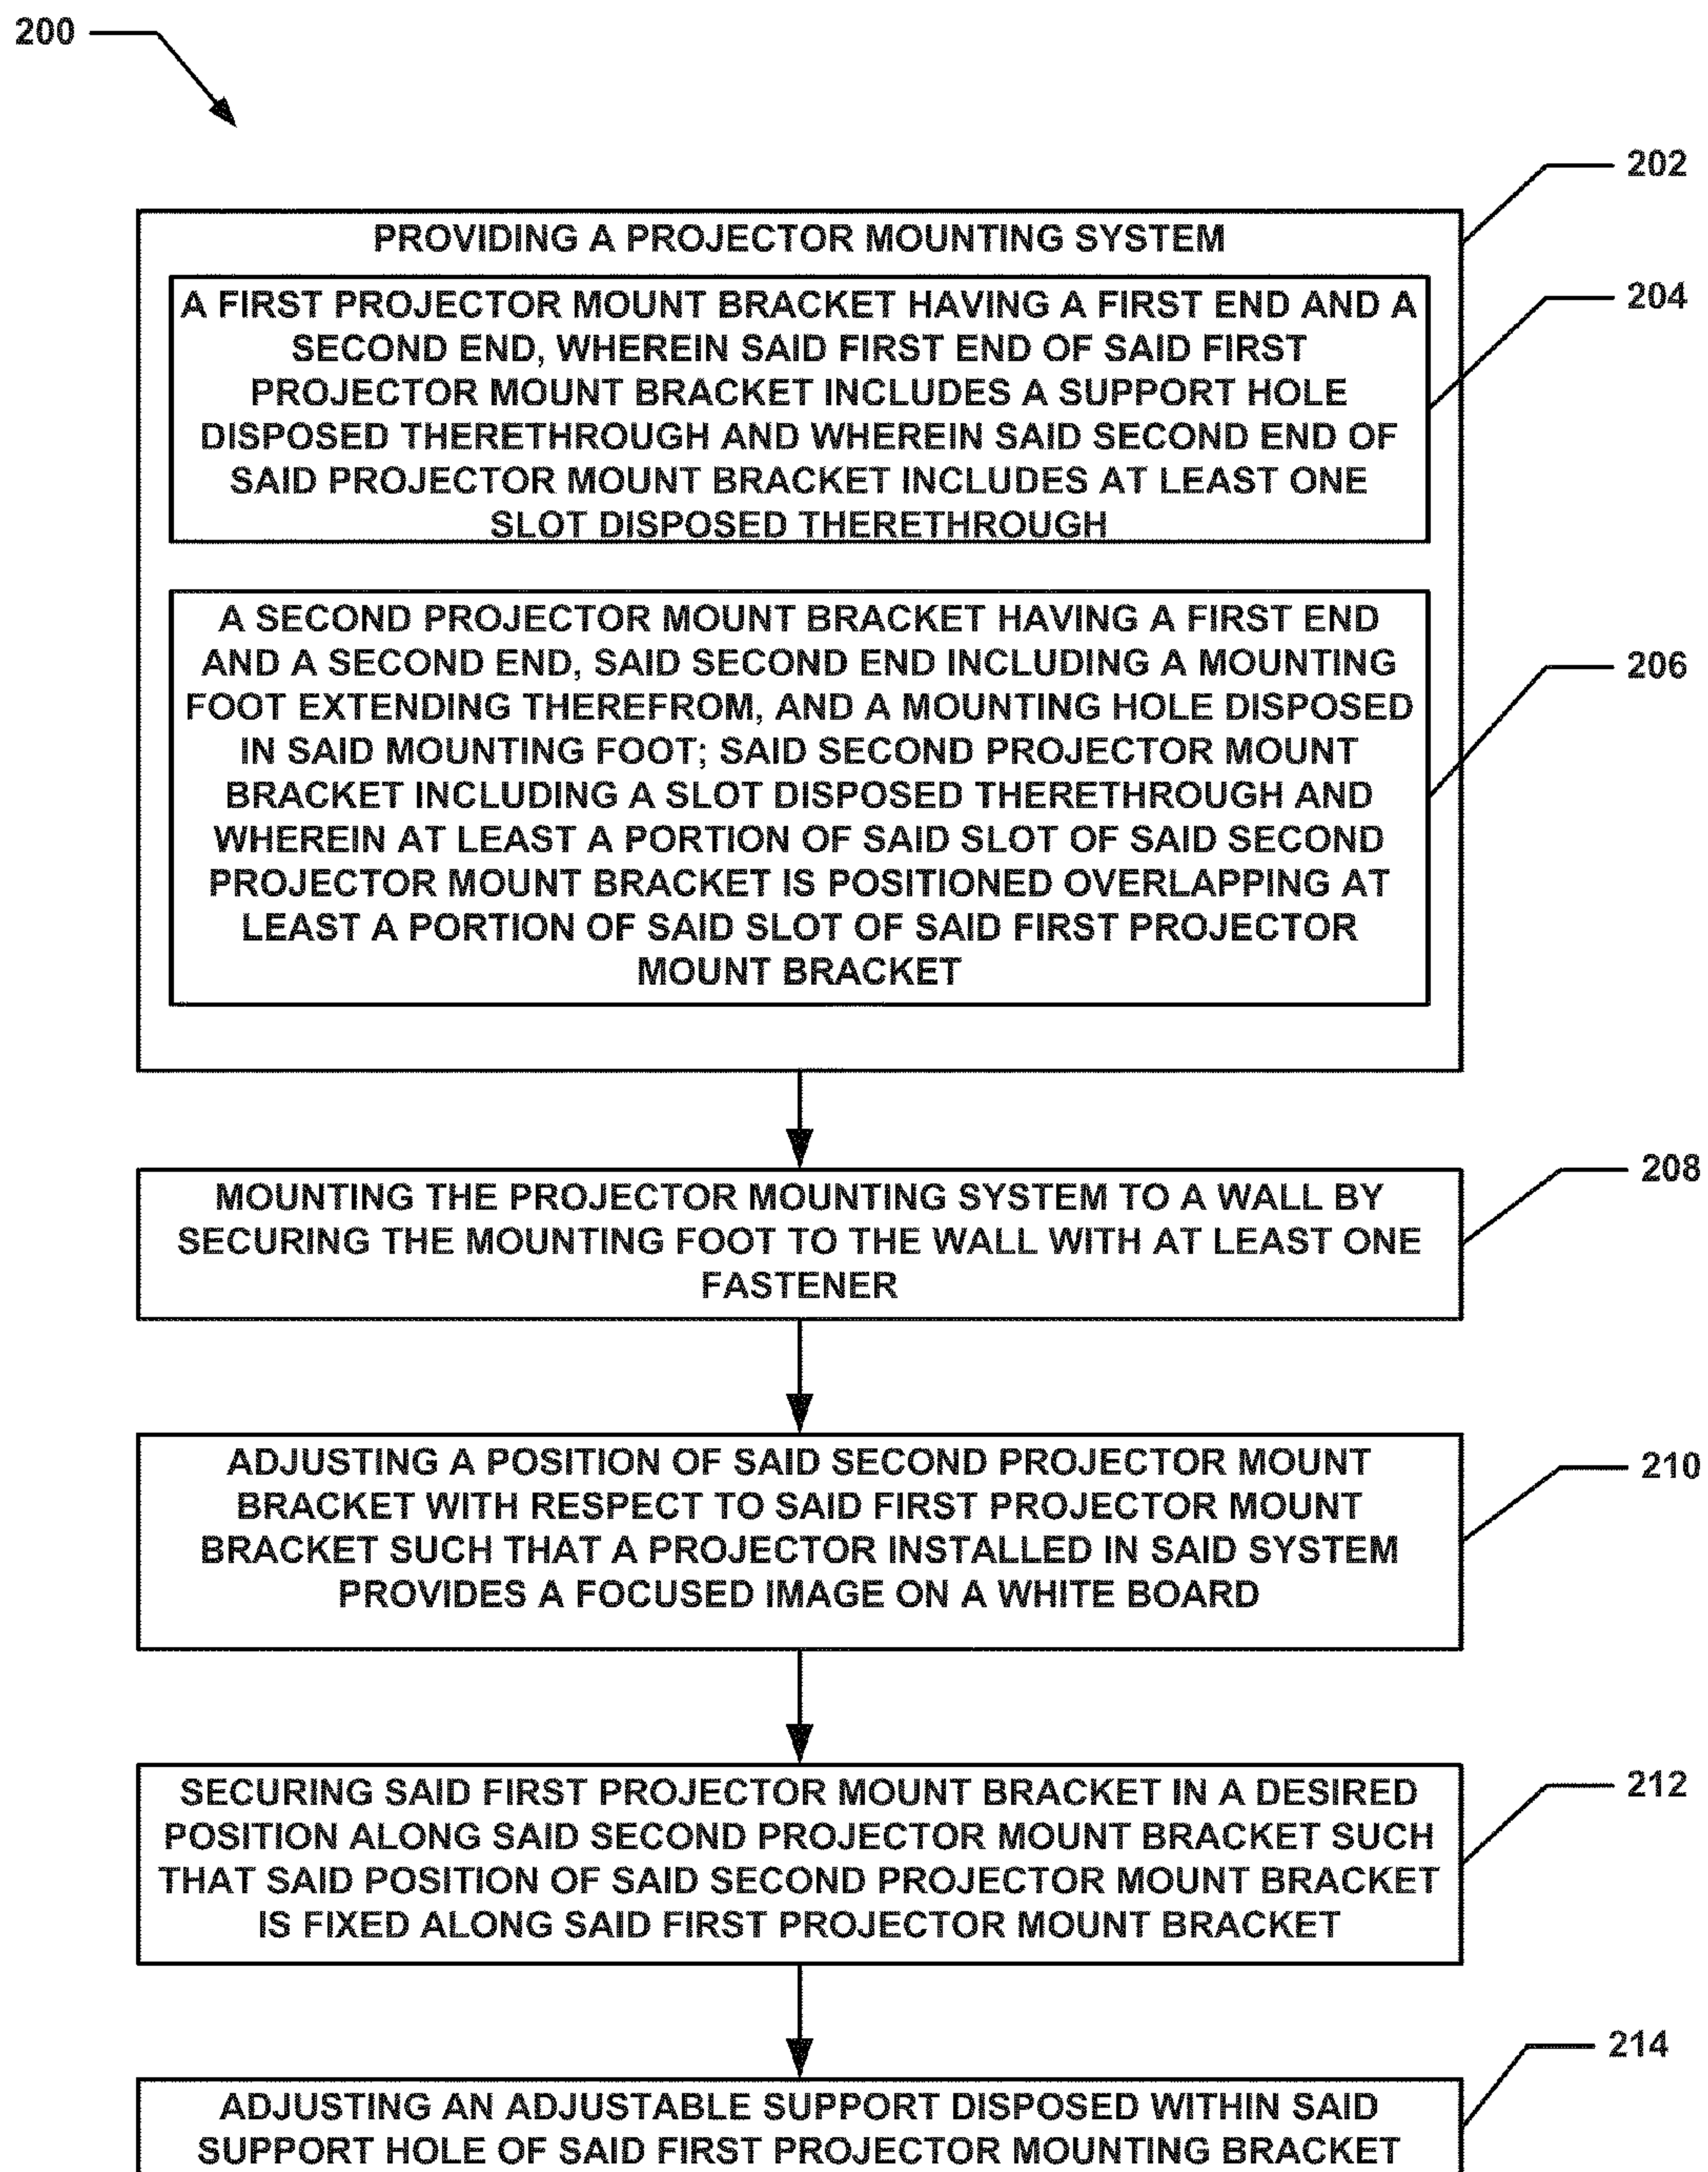 200
202
PROVIDING A PROJECTOR MOUNTING SYSTEM
204
A FIRST PROJECTOR MOUNT BRACKET HAVING A FIRST END AND A
SECOND END, WHEREIN SAID FIRST END OF SAID FIRST
PROJECTOR MOUNT BRACKET INCLUDES A SUPPORT HOLE
DISPOSED THERETHROUGH AND WHEREIN SAID SECOND END OF
SAID PROJECTOR MOUNT BRACKET INCLUDES AT LEAST ONE
SLOT DISPOSED THERETHROUGH
206
A SECOND PROJECTOR MOUNT BRACKET HAVING A FIRST END
AND A SECOND END, SAID SECOND END INCLUDING A MOUNTING
FOOT EXTENDING THEREFROM, AND A MOUNTING HOLE DISPOSED
IN SAID MOUNTING FOOT; SAID SECOND PROJECTOR MOUNT
BRACKET INCLUDING A SLOT DISPOSED THERETHROUGH AND
WHEREIN AT LEAST A PORTION OF SAID SLOT OF SAID SECOND
PROJECTOR MOUNT BRACKET IS POSITIONED OVERLAPPING AT
LEAST A PORTION OF SAID SLOT OF SAID FIRST PROJECTOR
MOUNT BRACKET
208
MOUNTING THE PROJECTOR MOUNTING SYSTEM TO A WALL BY
SECURING THE MOUNTING FOOT TO THE WALL WITH AT LEAST ONE
FASTENER
210
ADJUSTING A POSITION OF SAID SECOND PROJECTOR MOUNT
BRACKET WITH RESPECT TO SAID FIRST PROJECTOR MOUNT
BRACKET SUCH THAT A PROJECTOR INSTALLED IN SAID SYSTEM
PROVIDES A FOCUSED IMAGE ON A WHITE BOARD
212
SECURING SAID FIRST PROJECTOR MOUNT BRACKET IN A DESIRED
POSITION ALONG SAID SECOND PROJECTOR MOUNT BRACKET SUCH
THAT SAID POSITION OF SAID SECOND PROJECTOR MOUNT BRACKET
IS FIXED ALONG SAID FIRST PROJECTOR MOUNT BRACKET
214
ADJUSTING AN ADJUSTABLE SUPPORT DISPOSED WITHIN SAID
SUPPORT HOLE OF SAID FIRST PROJECTOR MOUNTING BRACKET